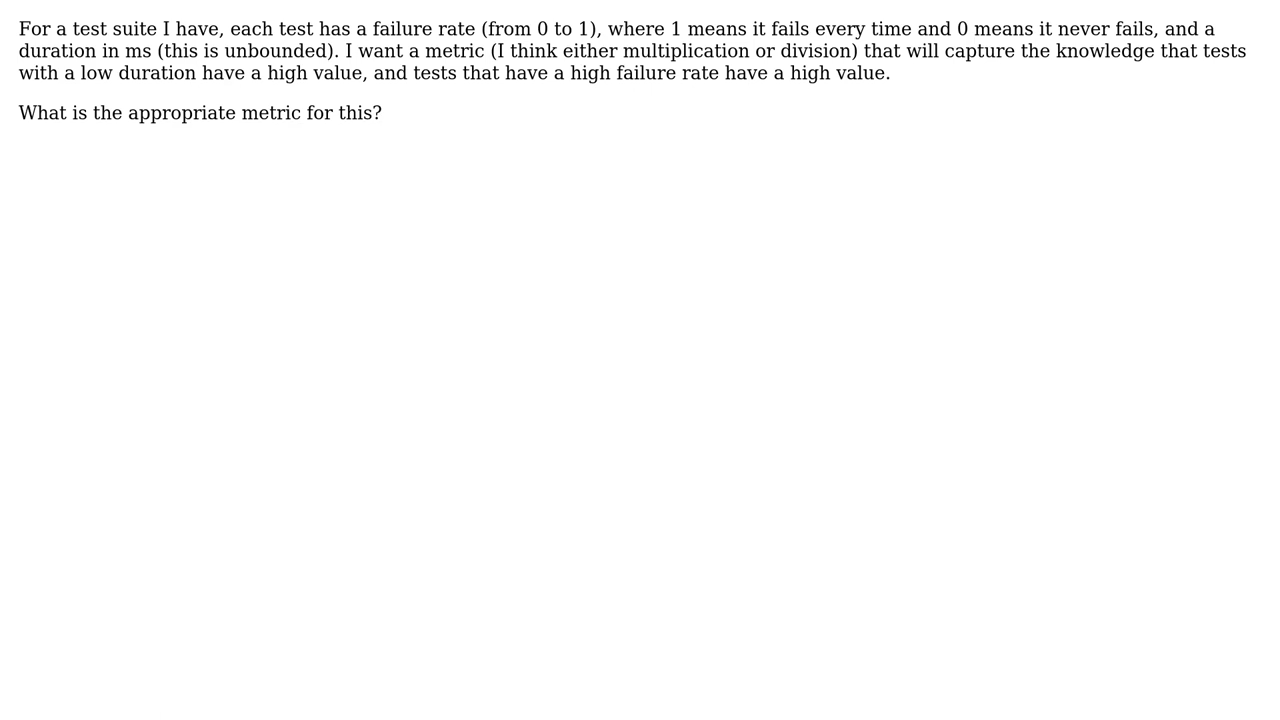 For a test suite I have, each test has a failure rate (from 0 to 1), where 1 means it fails every time and 0 means it never fails, and a
duration in ms (this is unbounded). I want a metric (I think either multiplication or division) that will capture the knowledge that tests
with a low duration have a high value, and tests that have a high failure rate have a high value.
What is the appropriate metric for this?